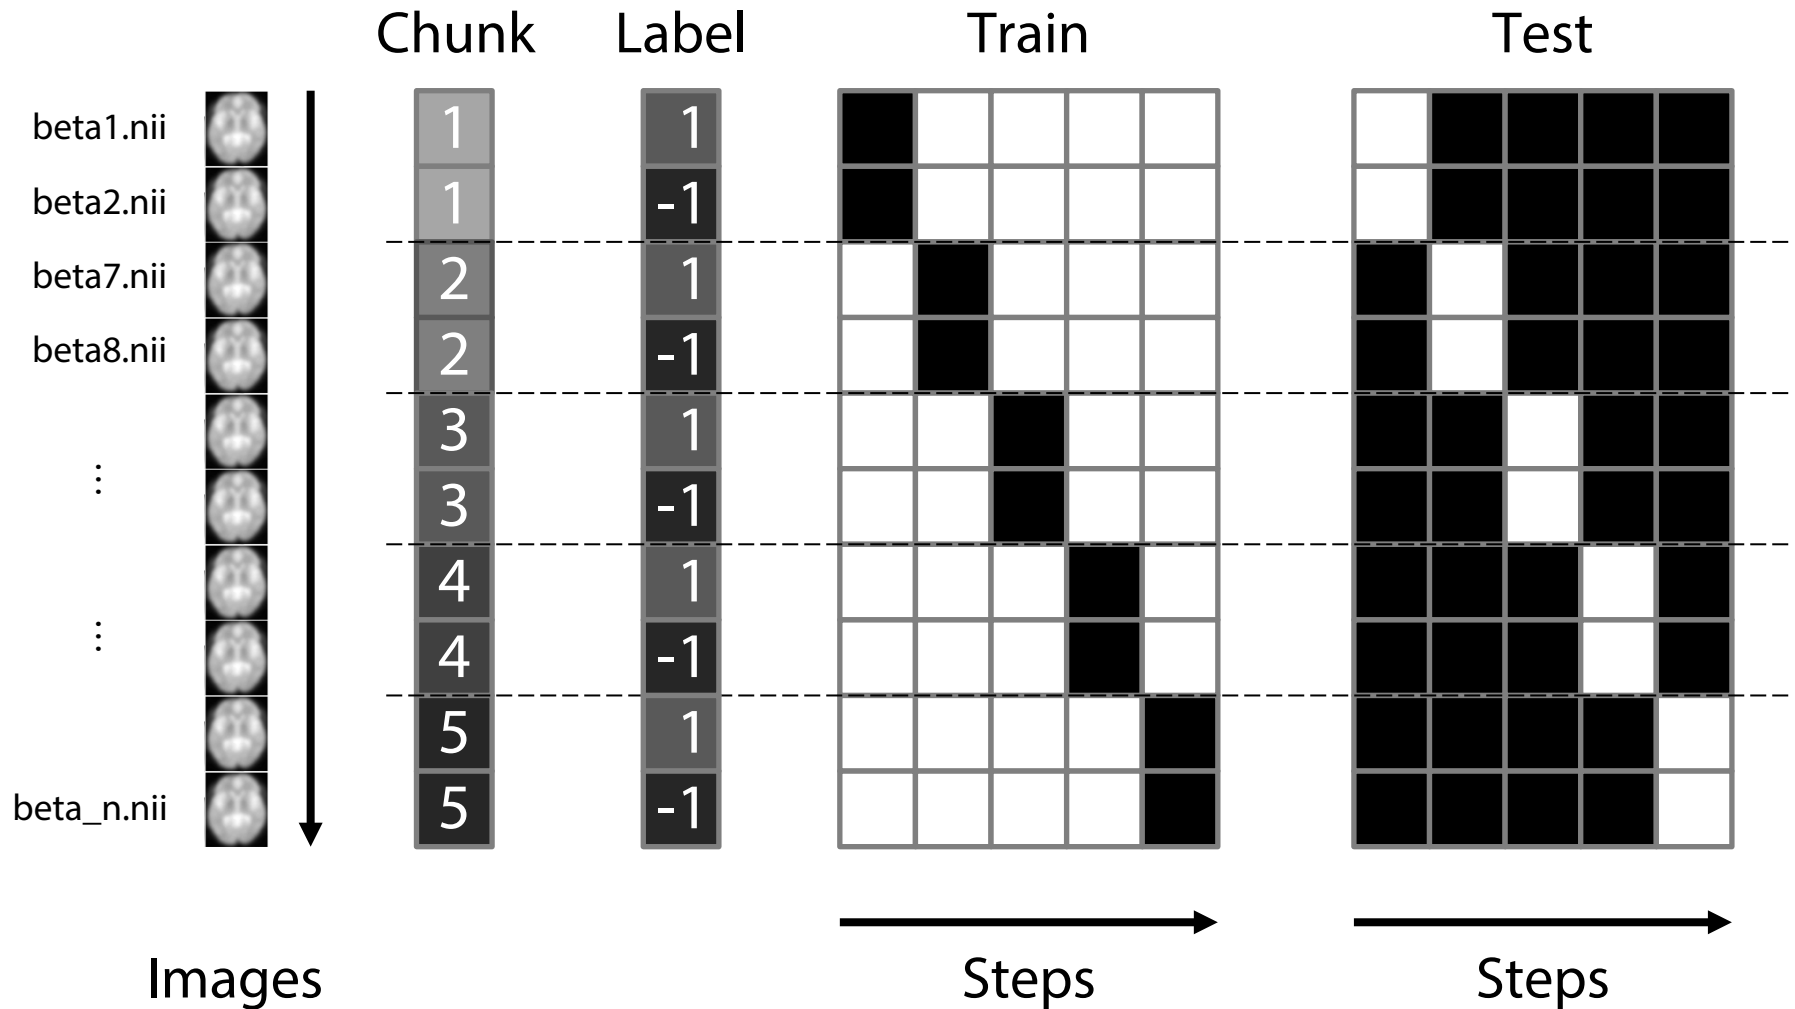 Chunk Label Train Test
beta1.nii 1 1
beta2.nii 1 -1
beta7.nii 2 1
beta8.nii 2 -1
3 1
⋮
3 -1
4 1
⋮
4 -1
5 1
beta_n.nii 5 -1
Images Steps Steps